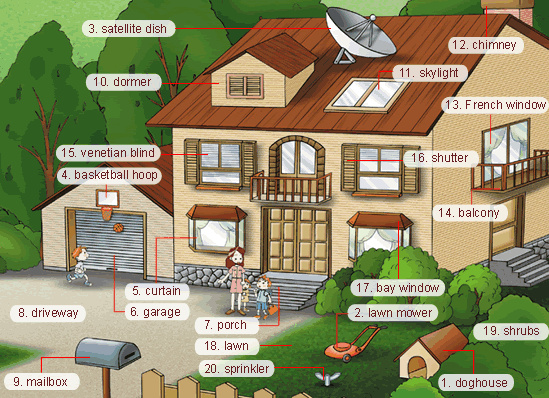 3. satellite dish
12. chimney
10. dormer
11. skylight
13. French window
15. venetian blind
16. shutter
4. basketball hoop
14. balcony
5. curtain
17. bay window
8. driveway
6. garage
2. lawn mower
7. porch
19. shrubs
18. lawn
9. mailbox
20. sprinkler
1. doghouse